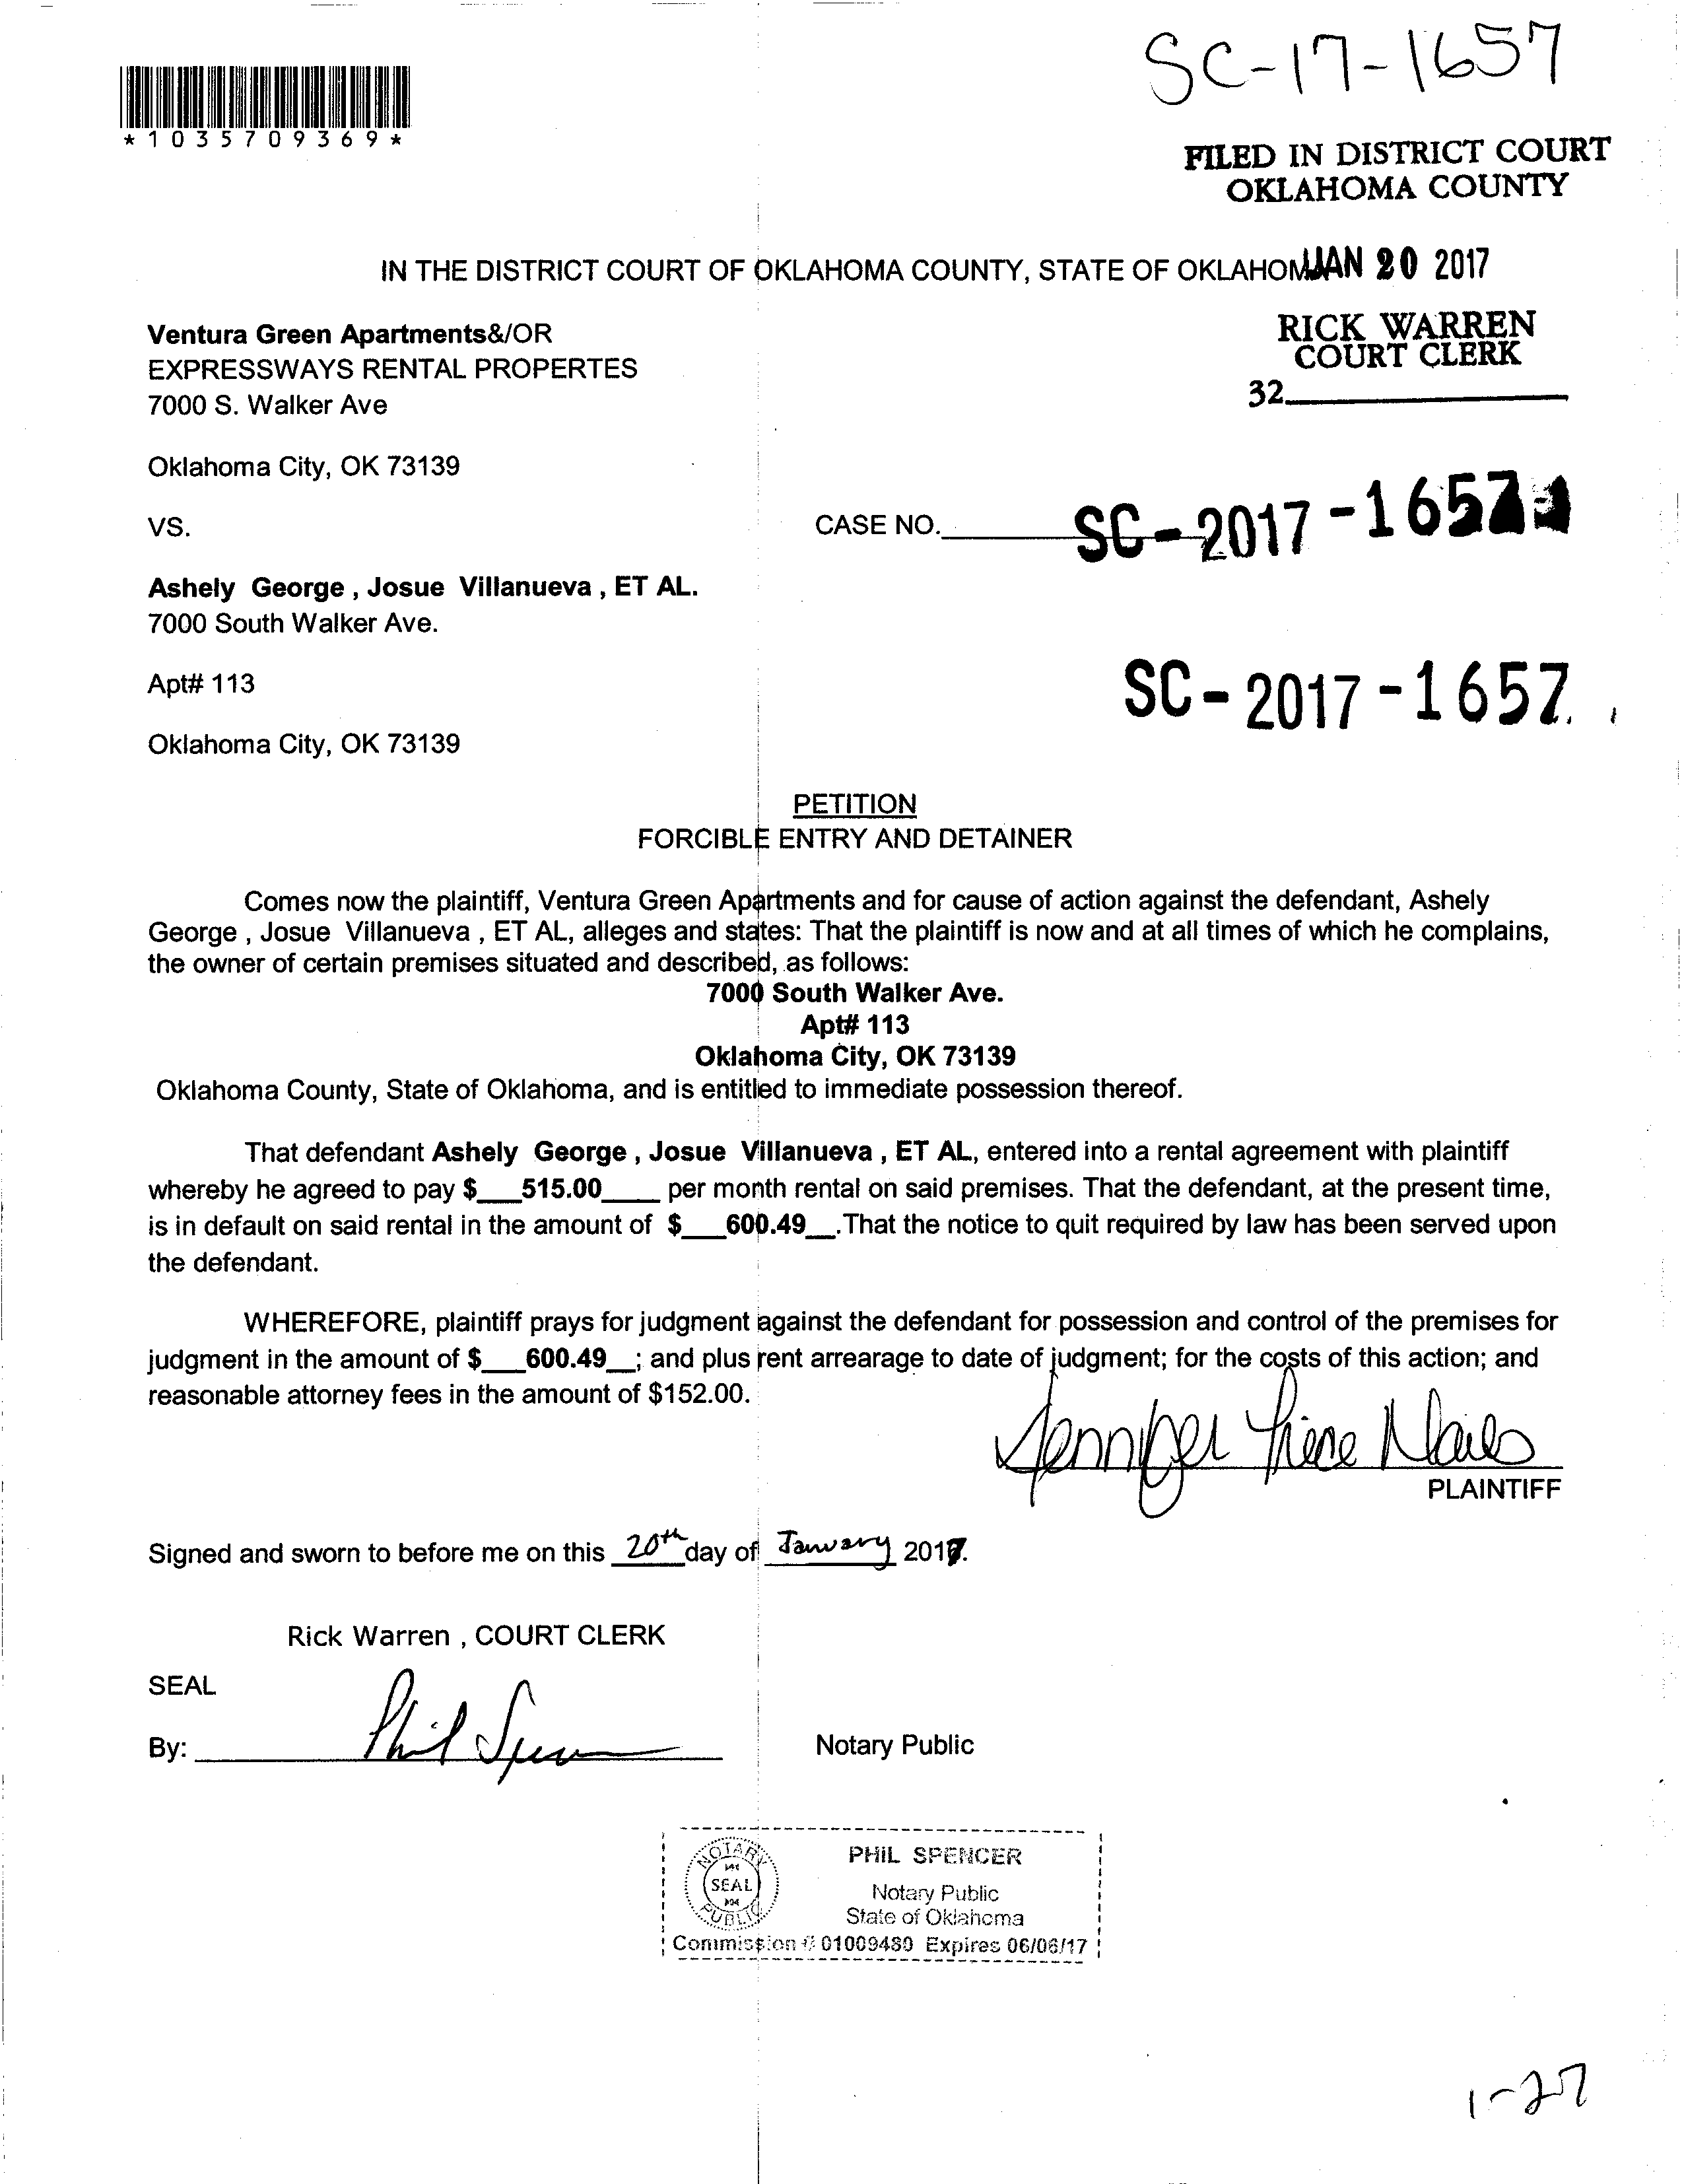 SC-17-1657
*1035709369*
FILED IN DISTRICT COURT
OKLAHOMA COUNTY
IN THE DISTRICT COURT OF OKLAHOMA COUNTY, STATE OF OKLAHOM
JAN 20 2017
Ventura Green Apartments&/OR
EXPRESSWAYS RENTAL PROPERTES
7000 S. Walker Ave
RICK WARREN
COURT CLERK
32
Oklahoma City, OK 73139
VS.
CASE NO. SC-2017-1657
Ashely George , Josue Villanueva , ET AL.
7000 South Walker Ave.
Apt# 113
SC-2017-1657
Oklahoma City, OK 73139
PETITION
FORCIBLE ENTRY AND DETAINER
Comes now the plaintiff, Ventura Green Apartments and for cause of action against the defendant, Ashely
George , Josue Villanueva , ET AL, alleges and states: That the plaintiff is now and at all times of which he complains,
the owner of certain premises situated and described, as follows:
7000 South Walker Ave.
Apt# 113
Oklahoma City, OK 73139
Oklahoma County, State of Oklahoma, and is entitled to immediate possession thereof.
That defendant Ashely George , Josue Villanueva , ET AL, entered into a rental agreement with plaintiff
whereby he agreed to pay $___515.00____ per month rental on said premises. That the defendant, at the present time,
is in default on said rental in the amount of $___600.49__.That the notice to quit required by law has been served upon
the defendant.
WHEREFORE, plaintiff prays for judgment against the defendant for possession and control of the premises for
judgment in the amount of $___600.49__; and plus rent arrearage to date of judgment; for the costs of this action; and
reasonable attorney fees in the amount of $152.00.
Jennifer
PLAINTIFF
Signed and sworn to before me on this 20th day of January 2017.
Rick Warren , COURT CLERK
SEAL
By: Phil Spencer
Notary Public
NOTARY
SEAL
PUBLIC
PHIL SPENCER
Notary Public
State of Oklahoma
Commission # 01009480 Expires 06/06/17
1-27